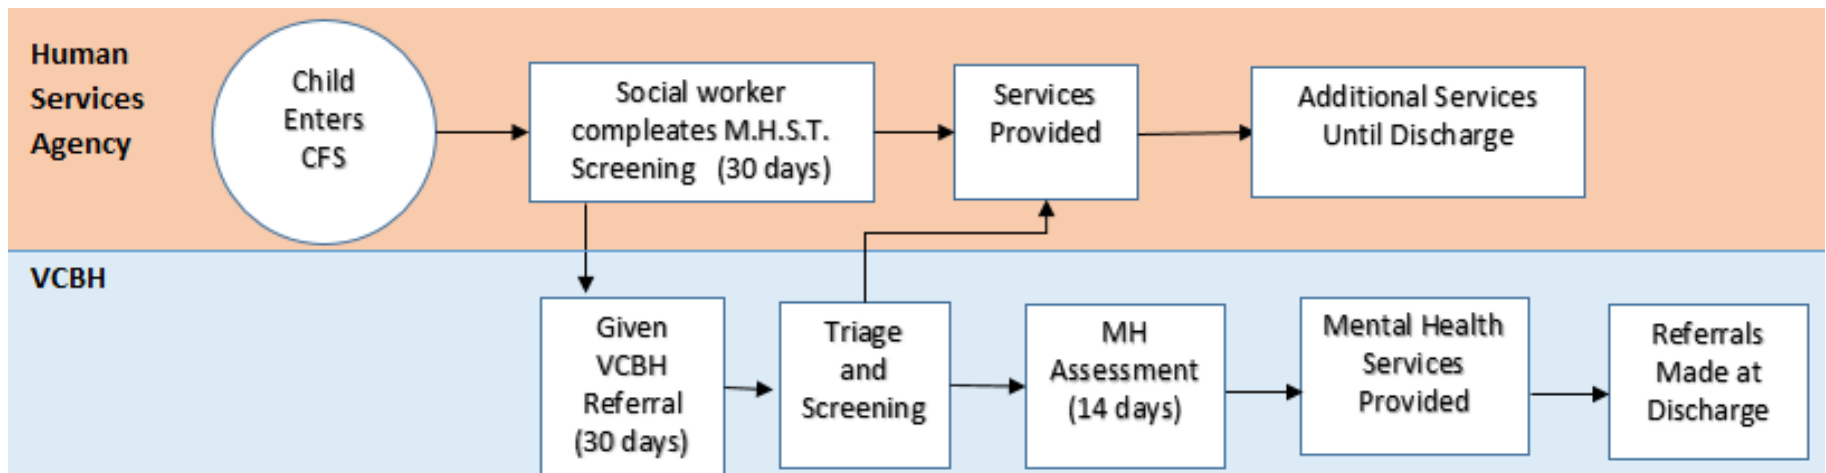 Human
Services
Agency
Child
Enters
CFS
Social worker
compleates M.H.S.T.
Screening (30 days)
Services
Provided
Additional Services
Until Discharge
VCBH
Given
VCBH
Referral
(30 days)
Triage
and
Screening
MH
Assessment
(14 days)
Mental Health
Services
Provided
Referrals
Made at
Discharge